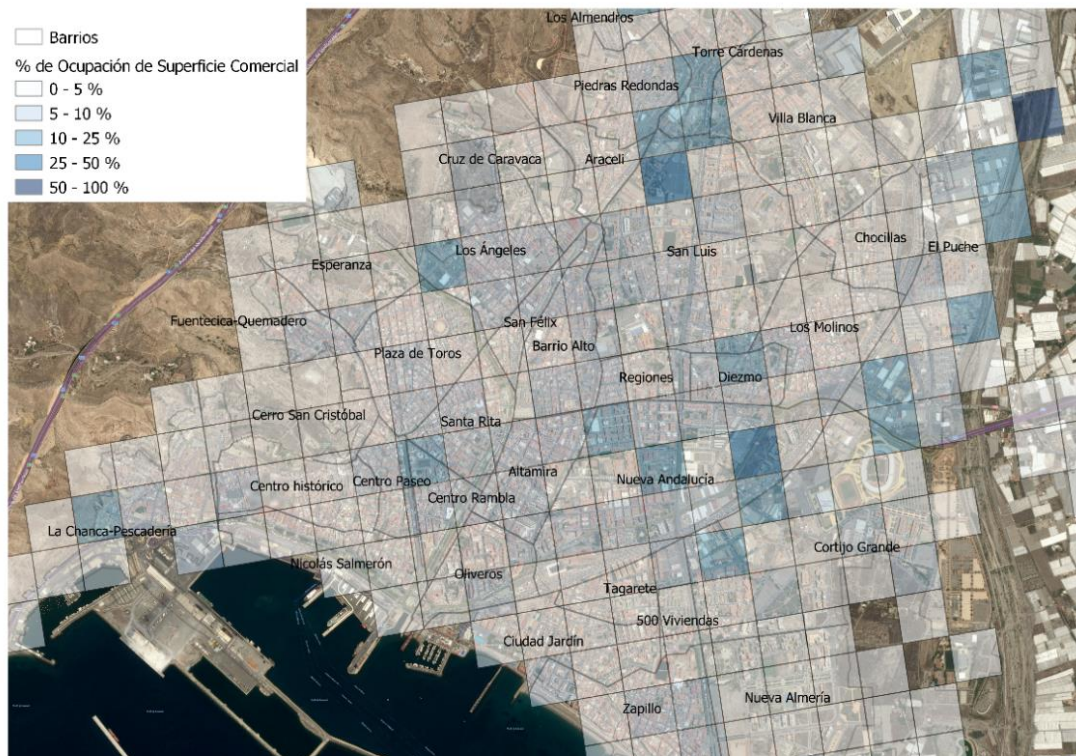 Barrios
% de Ocupación de Superficie Comercial
0 - 5 %
5 - 10 %
10 - 25 %
25 - 50 %
50 - 100 %
Los Almendros
Torre Cárdenas
Piedras Redondas
Villa Blanca
Cruz de Caravaca
Araceli
Los Ángeles
San Luis
Chocillas
El Puche
Esperanza
Fuentecica-Quemadero
San Félix
Barrio Alto
Los Molinos
Plaza de Toros
Regiones
Diezmo
Cerro San Cristóbal
Santa Rita
Centro histórico
Centro Paseo
Altamira
Nueva Andalucía
Centro Rambla
La Chanca-Pescadería
Nicolás Salmerón
Oliveros
Cortijo Grande
Tagarete
500 Viviendas
Ciudad Jardín
Zapillo
Nueva Almería